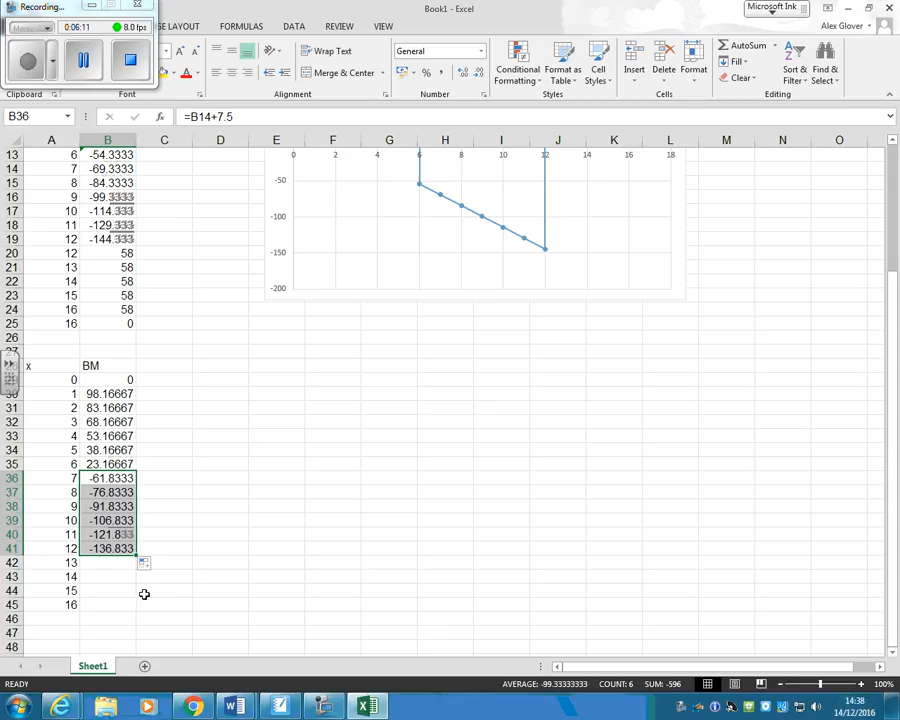 Recording...
Book1 - Excel
Microsoft Ink
Menu
0:06:11
8.0 fps
LAYOUT
FORMULAS
DATA
REVIEW
VIEW
Alex Glover
Wrap Text
Merge & Center
General
Conditional Formatting
Format as Table
Cell Styles
Insert
Delete
Format
AutoSum
Fill
Clear
Sort & Filter
Find & Select
Clipboard
Font
Alignment
Number
Styles
Cells
Editing
B36
=B14+7.5
A B C D E F G H I J K L M N O
13 6 -54.3333
14 7 -69.3333
15 8 -84.3333
16 9 -99.3333
17 10 -114.333
18 11 -129.333
19 12 -144.333
20 12 58
21 13 58
22 14 58
23 15 58
24 16 58
25 16 0
26
27
0 2 4 6 8 10 12 14 16 18
-50
-100
-150
-200
x BM
29 0 0
30 1 98.16667
31 2 83.16667
32 3 68.16667
33 4 53.16667
34 5 38.16667
35 6 23.16667
36 7 -61.8333
37 8 -76.8333
38 9 -91.8333
39 10 -106.833
40 11 -121.833
41 12 -136.833
42 13
43 14
44 15
45 16
46
47
48
Sheet1
READY
AVERAGE: -99.33333333
COUNT: 6
SUM: -596
100%
14:38
14/12/2016